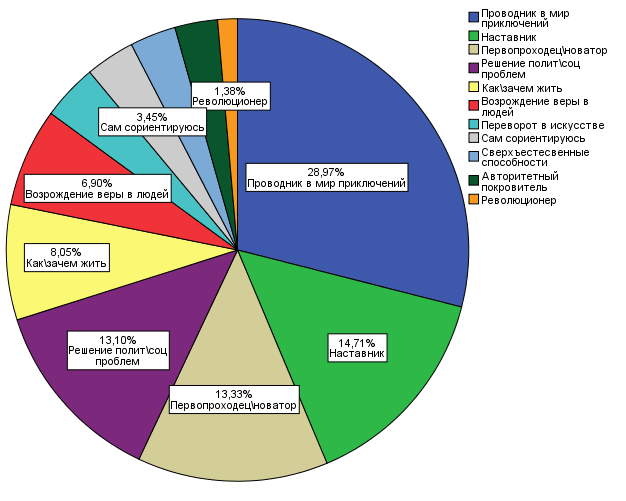 1,38%
Революционер
3,45%
Сам сориентируюсь
28,97%
Проводник в мир приключений
6,90%
Возрождение веры в людей
8,05%
Как\зачем жить
14,71%
Наставник
13,10%
Решение полит\соц
проблем
13,33%
Первопроходец\новатор
Проводник в мир
приключений
Наставник
Первопроходец\новатор
Решение полит\соц
проблем
Как\зачем жить
Возрождение веры в
людей
Переворот в искусстве
Сам сориентируюсь
Сверхъестесвенные
способности
Авторитетный
покровитель
Революционер